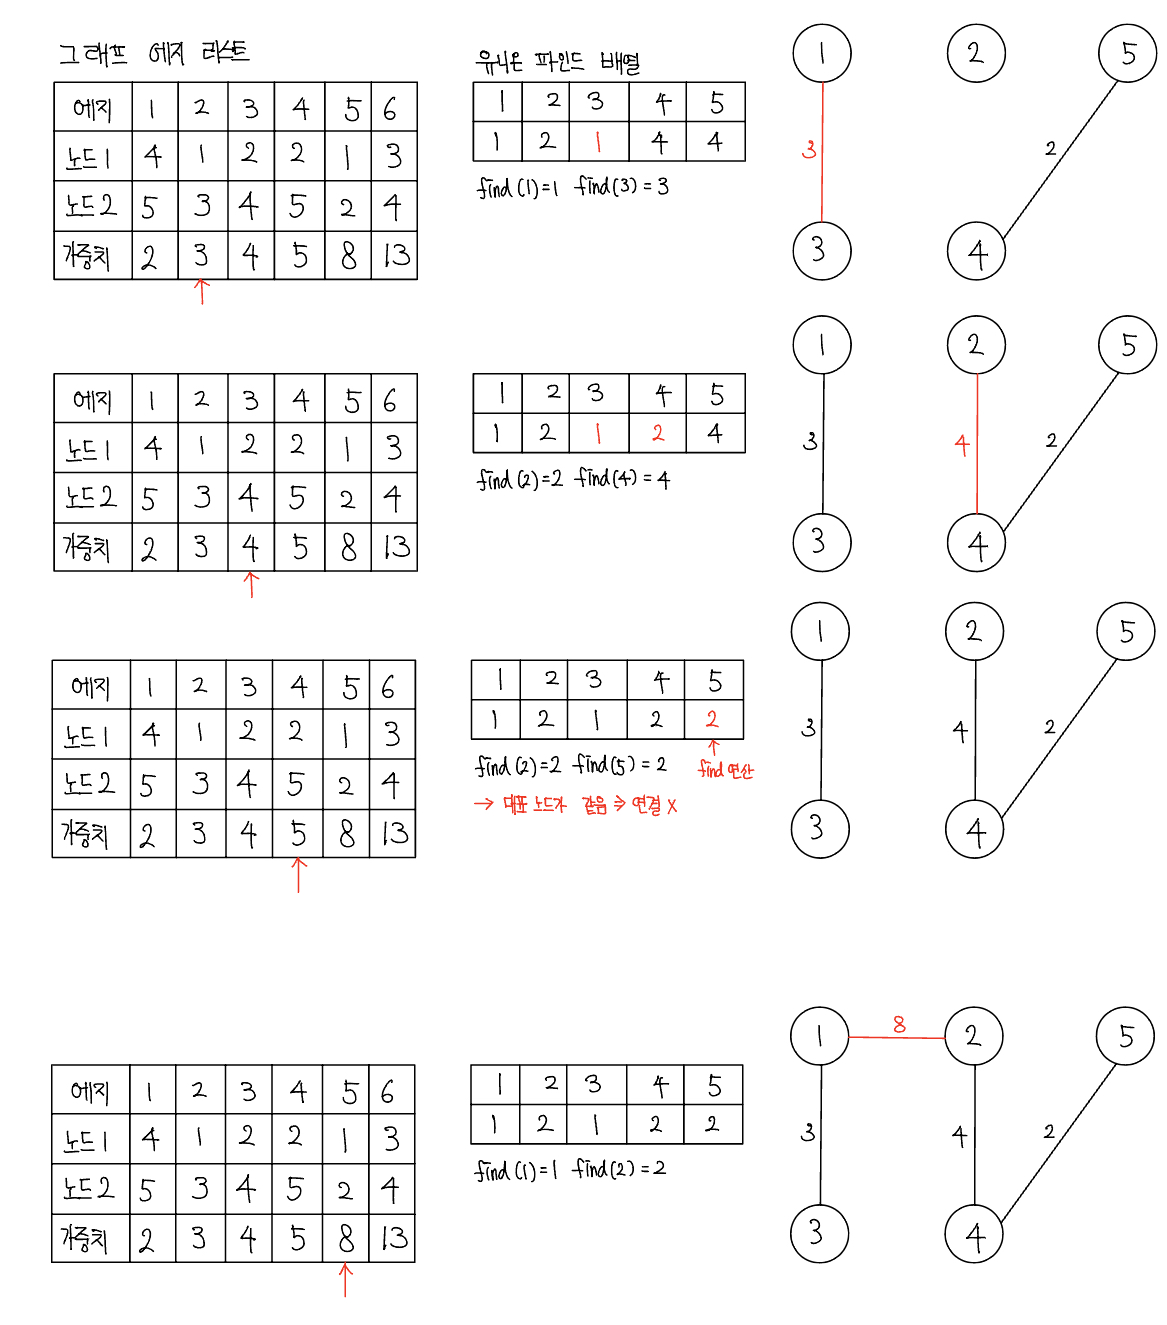 그래프 에지 리스트
에지 1 2 3 4 5 6
노드1 4 1 2 2 1 3
노드2 5 3 4 5 2 4
가중치 2 3 4 5 8 13
유니온 파인드 배열
1 2 3 4 5
1 2 1 4 4
find(1)=1 find(3)=3
1 2 5
3 2
3 4
에지 1 2 3 4 5 6
노드1 4 1 2 2 1 3
노드2 5 3 4 5 2 4
가중치 2 3 4 5 8 13
1 2 3 4 5
1 2 1 2 4
find(2)=2 find(4)=4
1 2 5
3 4 2
3 4
에지 1 2 3 4 5 6
노드1 4 1 2 2 1 3
노드2 5 3 4 5 2 4
가중치 2 3 4 5 8 13
1 2 3 4 5
1 2 1 2 2
find(2)=2 find(5)=2
find 연산
→ 대표 노드가 같음 ⇒ 연결 X
1 2 5
3 4 2
3 4
에지 1 2 3 4 5 6
노드1 4 1 2 2 1 3
노드2 5 3 4 5 2 4
가중치 2 3 4 5 8 13
1 2 3 4 5
1 2 1 2 2
find(1)=1 find(2)=2
1 8 2 5
3 4 2
3 4